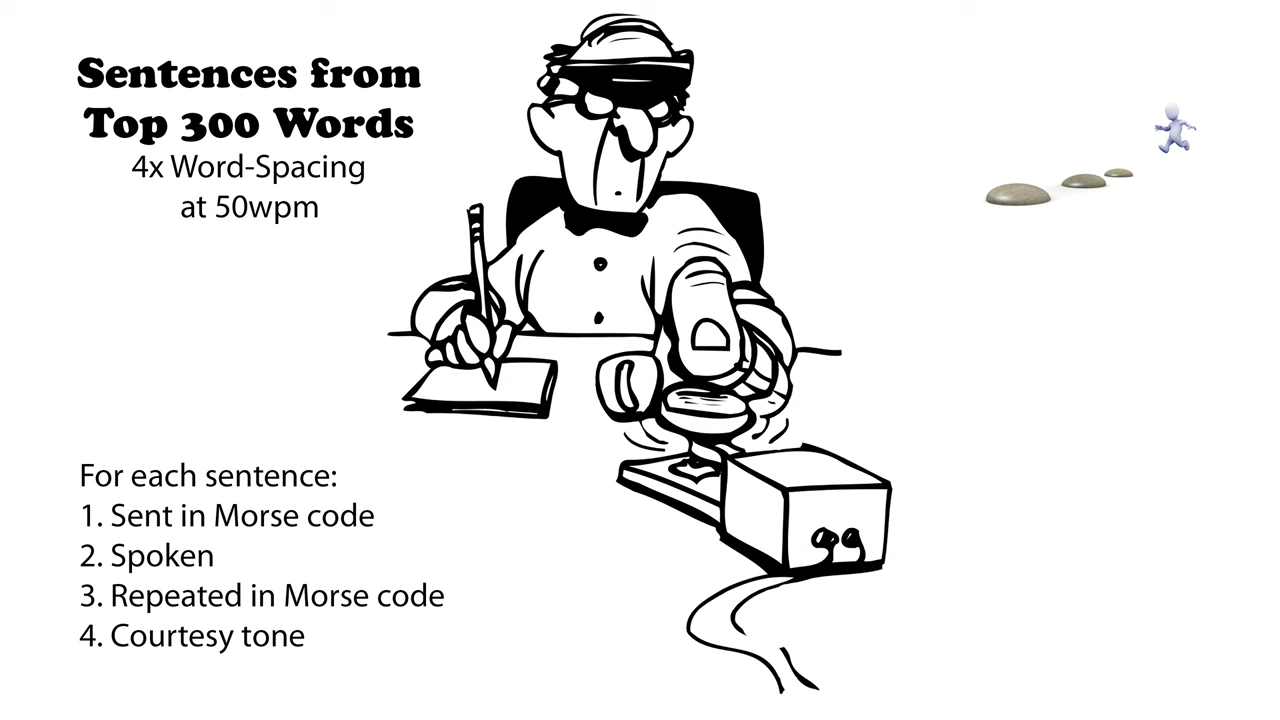 Sentences from
Top 300 Words
4x Word-Spacing
at 50wpm
For each sentence:
1. Sent in Morse code
2. Spoken
3. Repeated in Morse code
4. Courtesy tone